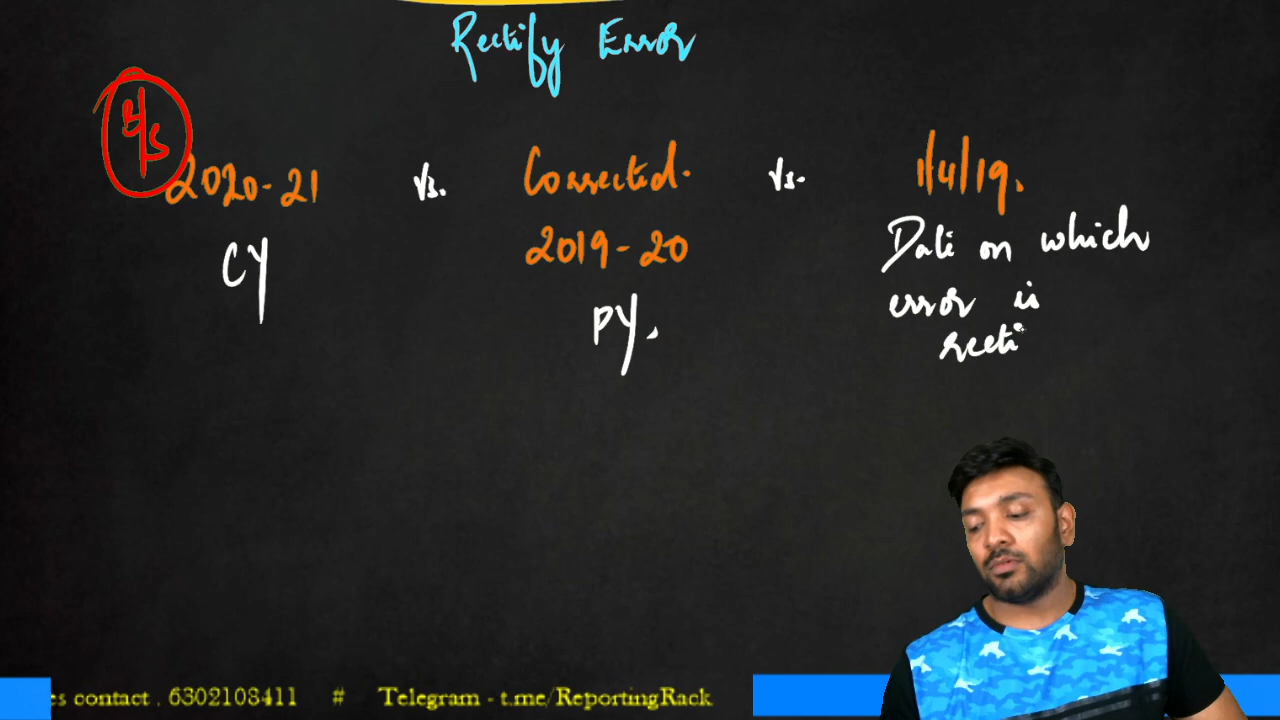 Rectify Error
B/S
2020-21 vs. Corrected. vs. 1/4/19.
2019-20
CY
PY.
Date on which
error is
recti
es contact . 6302108411 # Telegram - t.me/ReportingRack